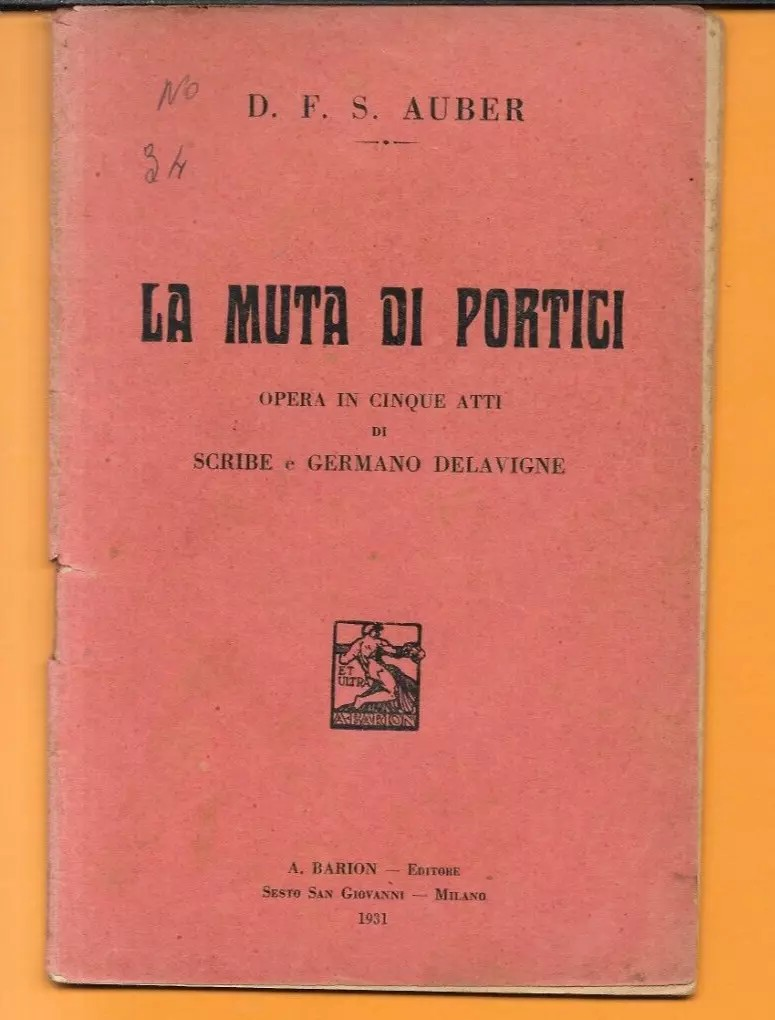 No
D. F. S. AUBER
34
LA MUTA DI PORTICI
OPERA IN CINQUE ATTI
DI
SCRIBE e GERMANO DELAVIGNE
ET
ULTRA
A·BARION
A. BARION — EDITORE
SESTO SAN GIOVANNI — MILANO
1931